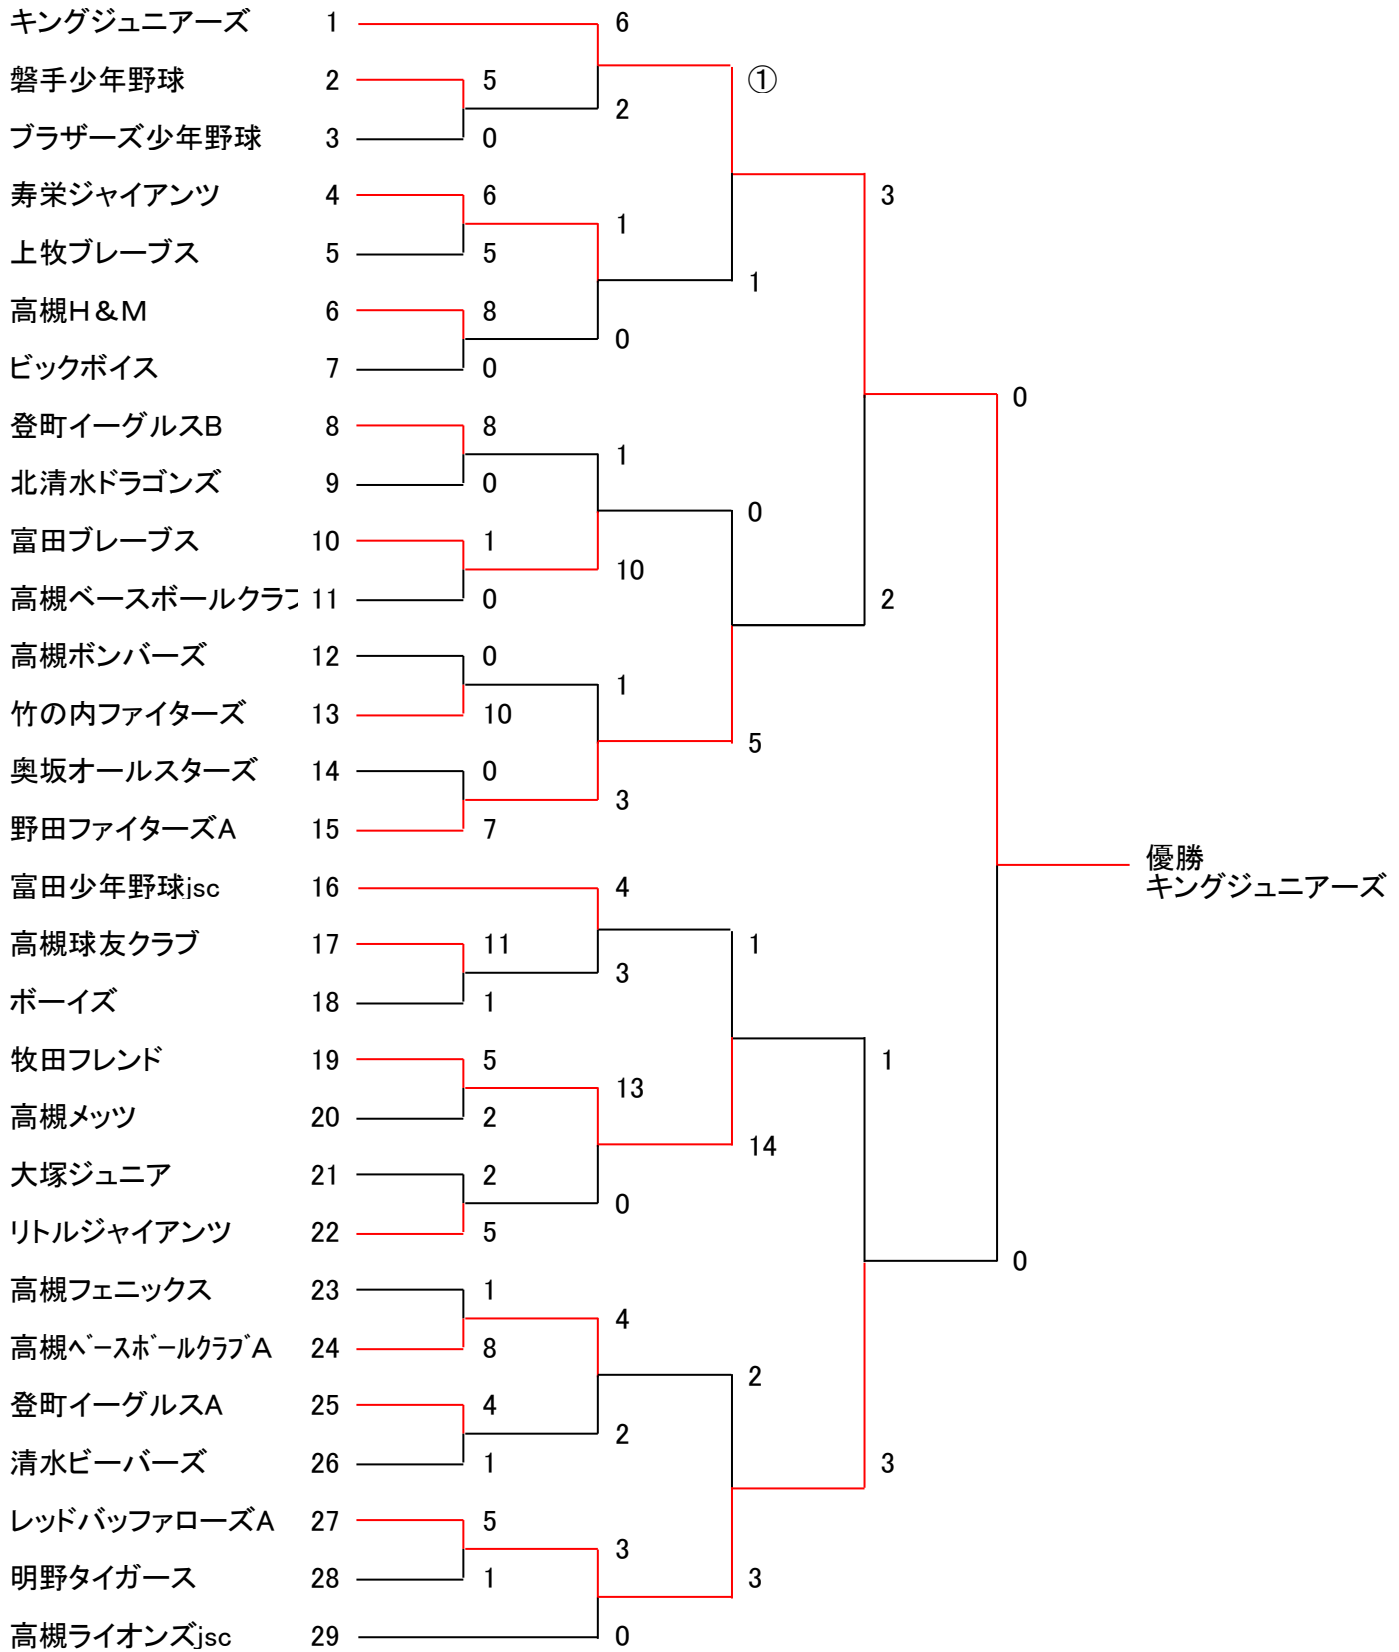 キングジュニアーズ 1 6
磐手少年野球 2 5 ①
2
ブラザーズ少年野球 3 0
寿栄ジャイアンツ 4 6 3
1
上牧ブレーブス 5 5
1
高槻H&M 6 8
0
ビックボイス 7 0
0
登町イーグルスB 8 8
1
北清水ドラゴンズ 9 0
0
富田ブレーブス 10 1
10
高槻ベースボールクラブ 11 0 2
高槻ボンバーズ 12 0
1
竹の内ファイターズ 13 10
5
奥坂オールスターズ 14 0
3
野田ファイターズA 15 7
優勝
富田少年野球jsc 16 4
キングジュニアーズ
高槻球友クラブ 17 11 1
3
ボーイズ 18 1
牧田フレンド 19 5 1
13
高槻メッツ 20 2
14
大塚ジュニア 21 2
0
リトルジャイアンツ 22 5
0
高槻フェニックス 23 1
4
高槻ベースボールクラブA 24 8
2
登町イーグルスA 25 4
2
清水ビーバーズ 26 1 3
レッドバッファローズA 27 5
3
明野タイガース 28 1 3
高槻ライオンズjsc 29 0